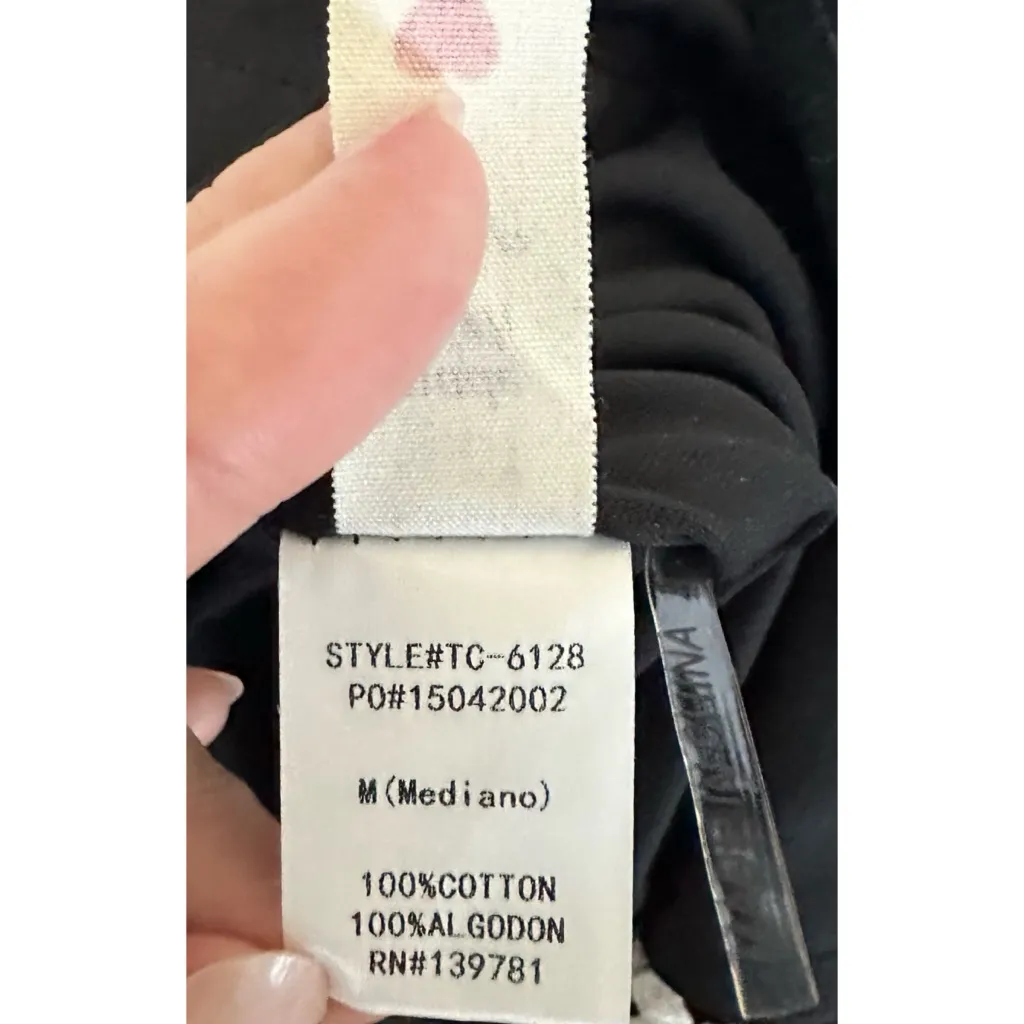 STYLE#TC-6128
PO#15042002
M(Mediano)
100%COTTON
100%ALGODON
RN#139781